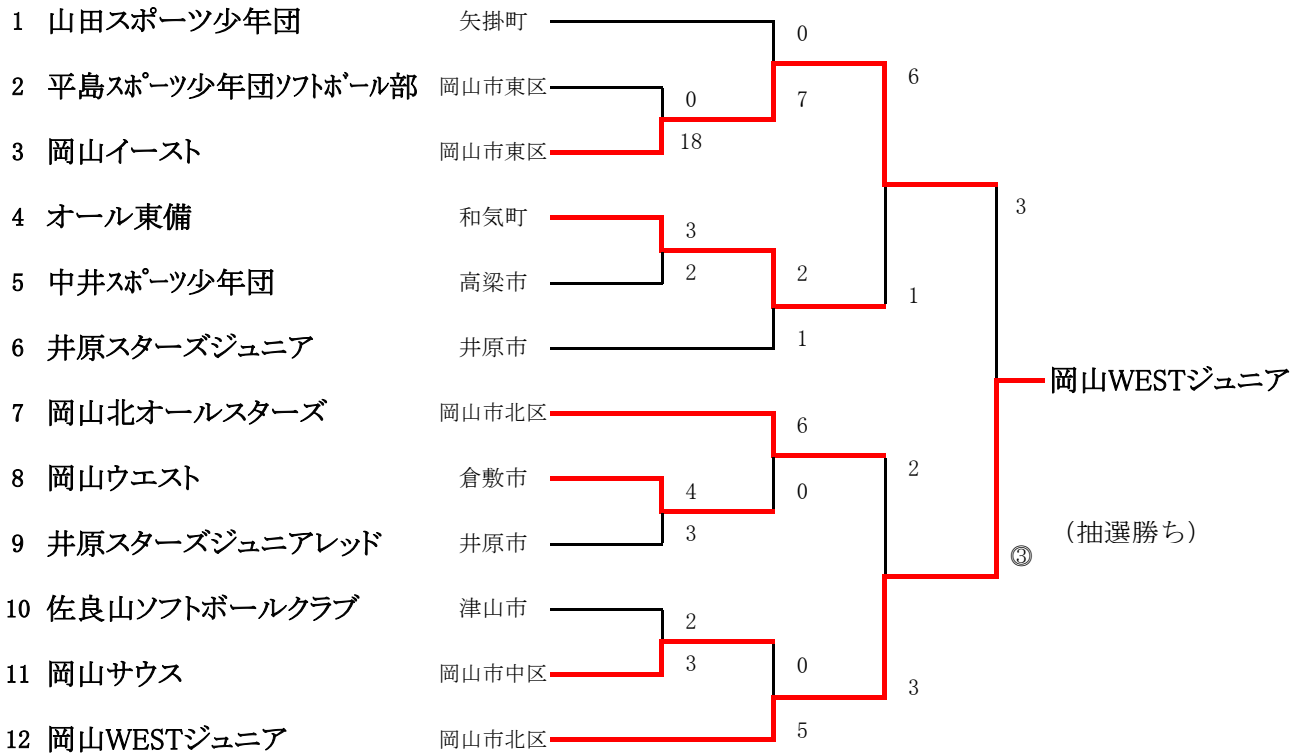 1 山田スポーツ少年団 矢掛町
0
6
2 平島スポーツ少年団ソフトボール部 岡山市東区
0
7
18
3 岡山イースト 岡山市東区
3
4 オール東備 和気町
3
2
2
5 中井スポーツ少年団 高梁市
1
1
6 井原スターズジュニア 井原市
岡山WESTジュニア
7 岡山北オールスターズ 岡山市北区
6
2
8 岡山ウエスト 倉敷市
4
0
3
9 井原スターズジュニアレッド 井原市
（抽選勝ち）
③
10 佐良山ソフトボールクラブ 津山市
2
3
0
11 岡山サウス 岡山市中区
3
5
12 岡山WESTジュニア 岡山市北区